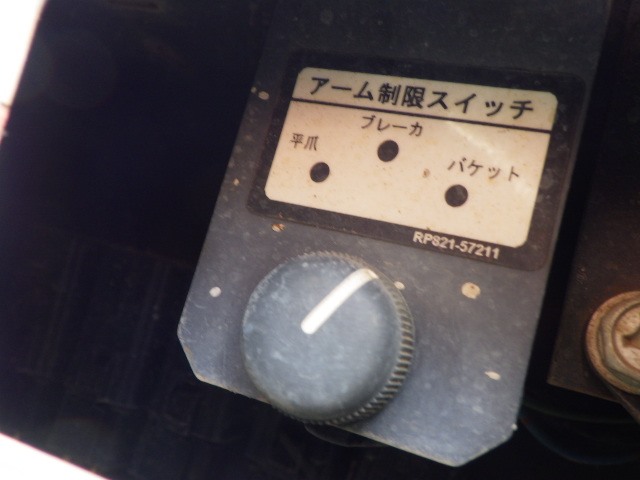 アーム制限スイッチ
ブレーカ
平爪
バケット
RP821-57211